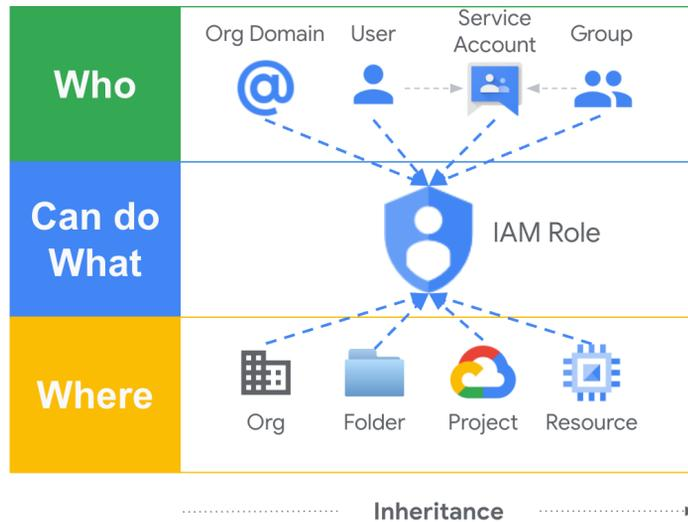 Who
Org Domain
User
Service
Account
Group
@
Can do
What
IAM Role
Where
Org
Folder
Project
Resource
Inheritance